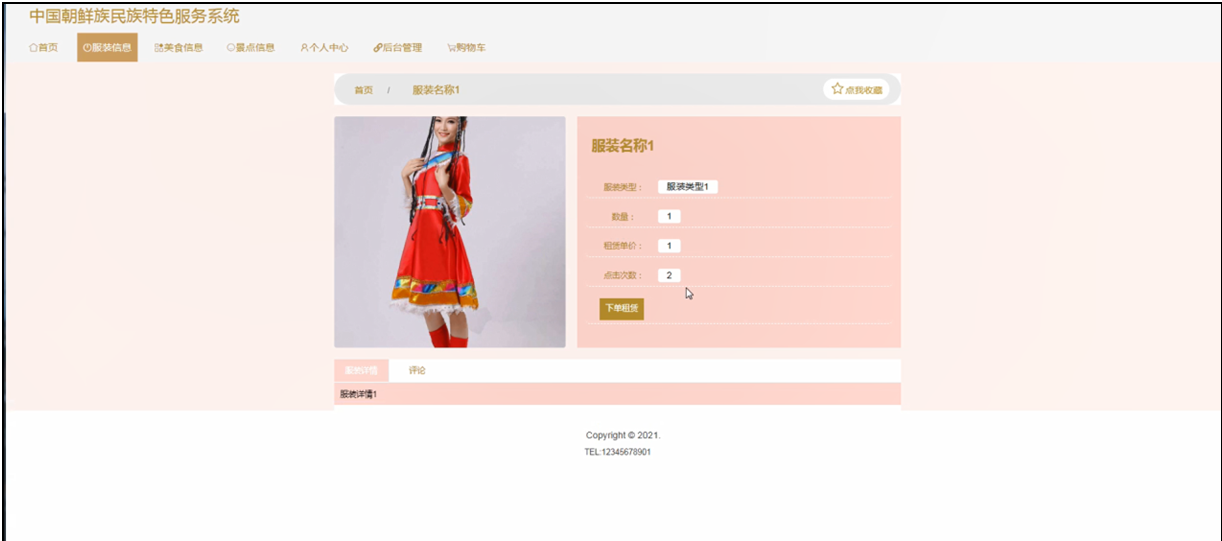 中国朝鲜族民族特色服务系统
首页 服装信息 美食信息 景点信息 个人中心 后台管理 购物车
首页 / 服装名称1 点我收藏
服装名称1
服装类型： 服装类型1
数量： 1
租赁单价： 1
点击次数： 2
下单租赁
服装详情 评论
服装详情1
Copyright © 2021.
TEL:12345678901